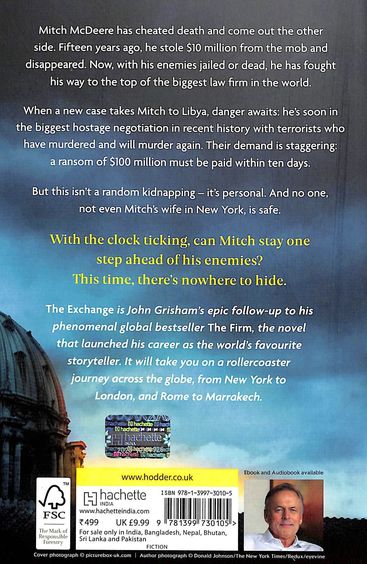 Mitch McDeere has cheated death and come out the other
side. Fifteen years ago, he stole $10 million from the mob and
disappeared. Now, with his enemies jailed or dead, he has fought
his way to the top of the biggest law firm in the world.
When a new case takes Mitch to Libya, danger awaits: he's soon in
the biggest hostage negotiation in recent history with terrorists who
have murdered and will murder again. Their demand is staggering:
a ransom of $100 million must be paid within ten days.
But this isn't a random kidnapping – it's personal. And no one,
not even Mitch's wife in New York, is safe.
With the clock ticking, can Mitch stay one
step ahead of his enemies?
This time, there's nowhere to hide.
The Exchange is John Grisham's epic follow-up to his
phenomenal global bestseller The Firm, the novel
that launched his career as the world's favourite
storyteller. It will take you on a rollercoaster
journey across the globe, from New York to
London, and Rome to Marrakech.
hachette
www.hodder.co.uk
Ebook and Audiobook available
FSC
The Mark of
Responsible
Forestry
hachette
INDIA
www.hachetteindia.com
ISBN 978-1-3997-3010-5
9 781399 730105
₹499 UK £9.99
For sale only in India, Bangladesh, Nepal, Bhutan,
Sri Lanka and Pakistan
FICTION
Cover photograph © picturebox-uk.com | Author photograph © Donald Johnson/The New York Times/Redux/eyevine